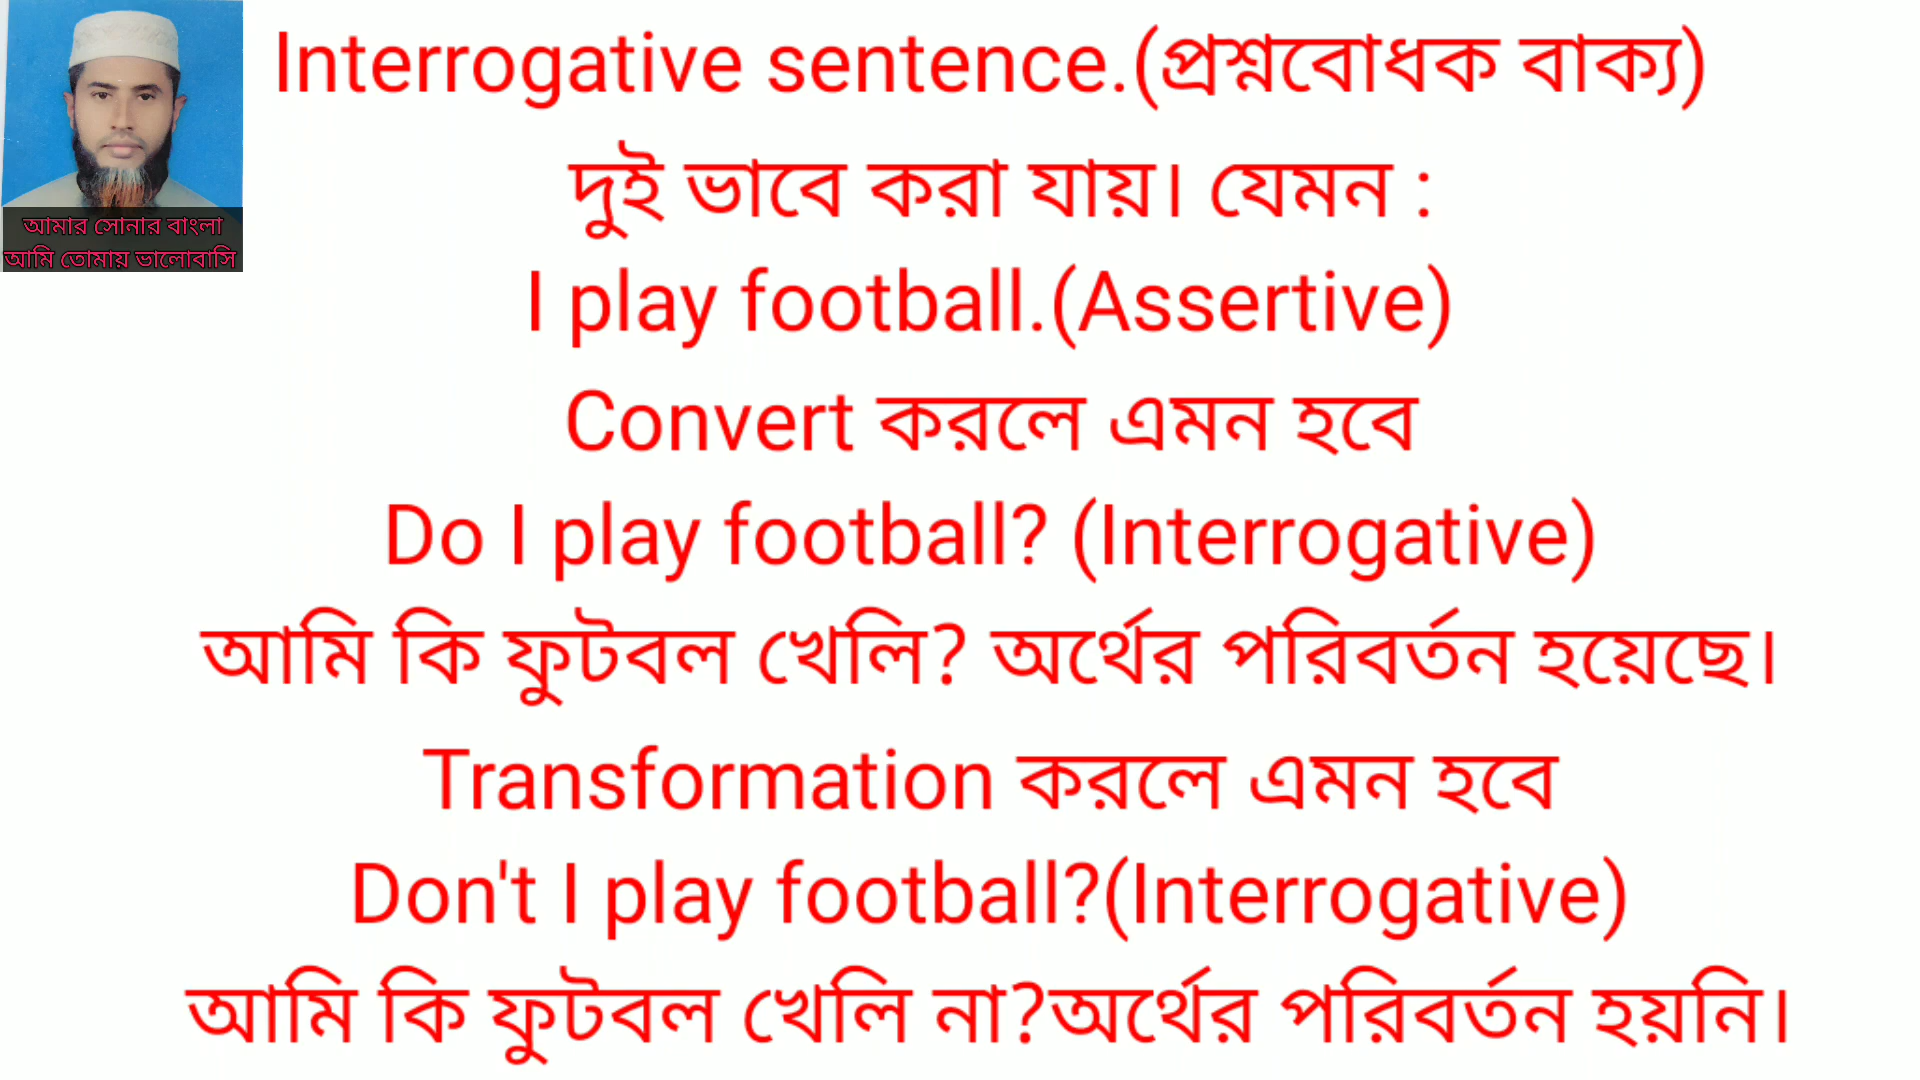 Interrogative sentence.(প্রশ্নবোধক বাক্য)
দুই ভাবে করা যায়। যেমন :
I play football.(Assertive)
Convert করলে এমন হবে
Do I play football? (Interrogative)
আমি কি ফুটবল খেলি? অর্থের পরিবর্তন হয়েছে।
Transformation করলে এমন হবে
Don't I play football?(Interrogative)
আমি কি ফুটবল খেলি না?অর্থের পরিবর্তন হয়নি।
আমার সোনার বাংলা
আমি তোমায় ভালোবাসি